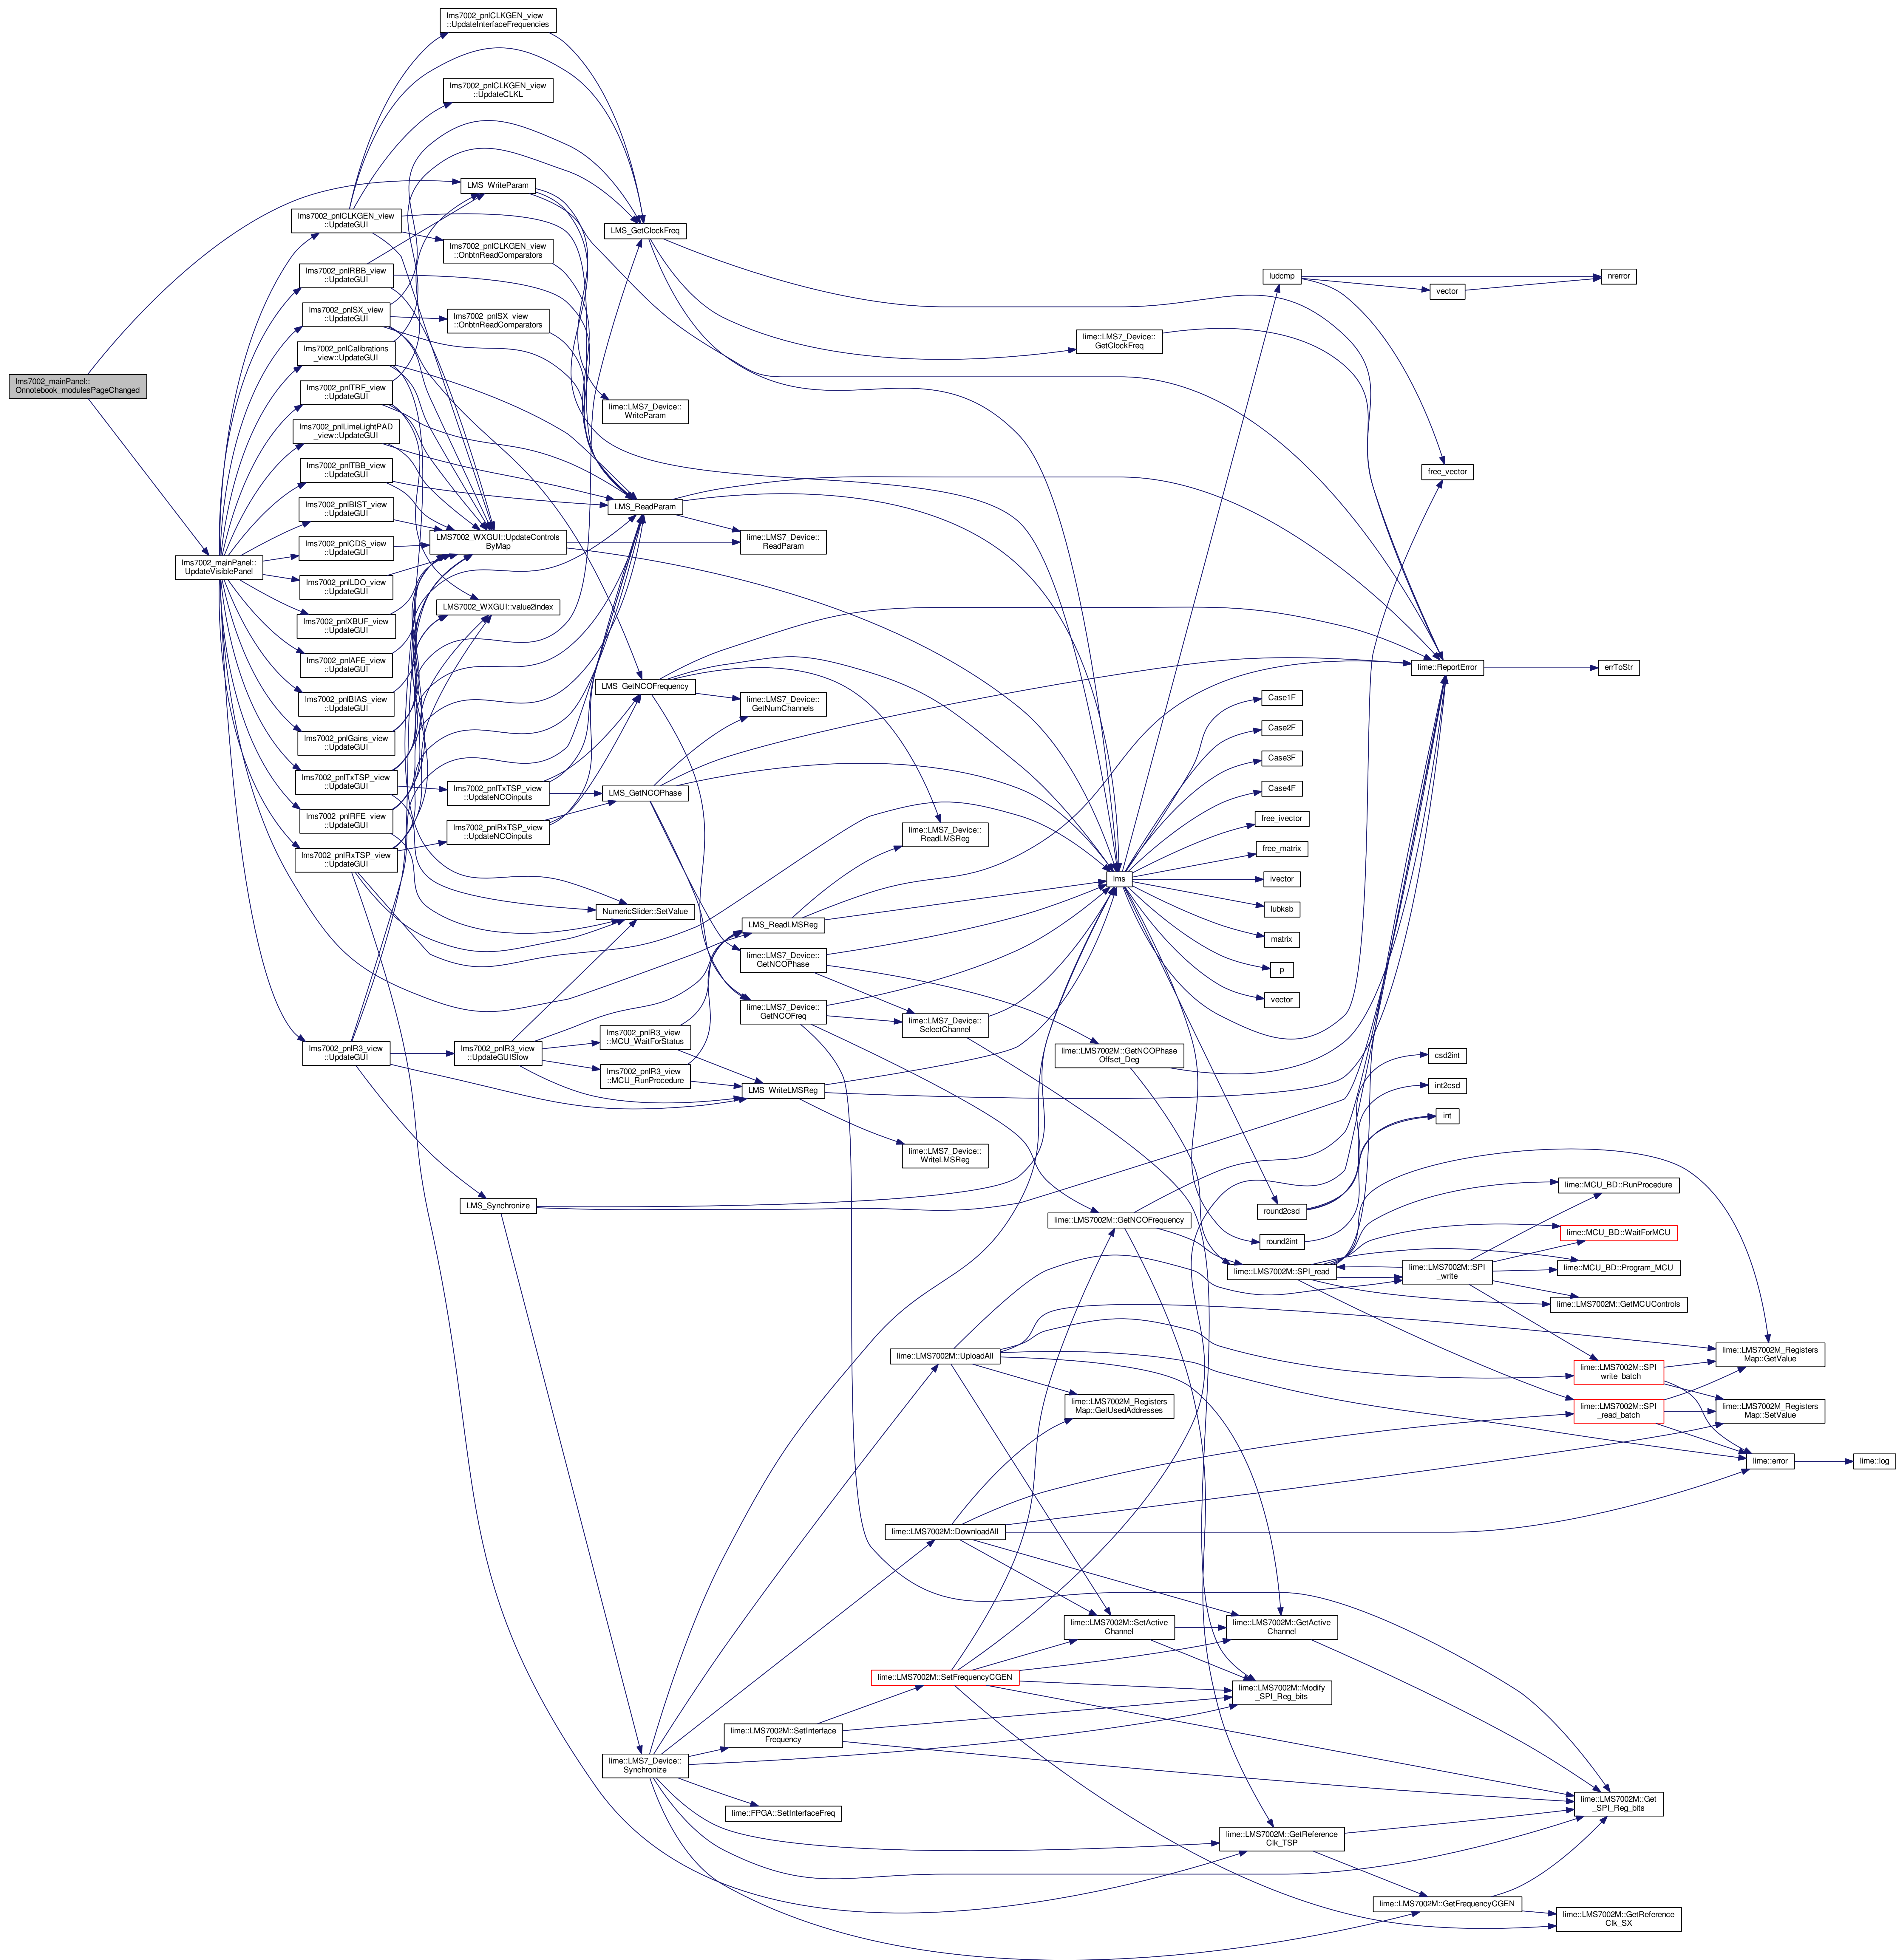 lms7002_mainPanel::
Onnotebook_modulesPageChanged
lms7002_mainPanel::
UpdateVisiblePanel
lms7002_pnlCLKGEN_view
::UpdateGUI
lms7002_pnlRBB_view
::UpdateGUI
lms7002_pnlSX_view
::UpdateGUI
lms7002_pnlCalibrations
_view::UpdateGUI
lms7002_pnlTRF_view
::UpdateGUI
lms7002_pnlLimeLightPAD
_view::UpdateGUI
lms7002_pnlTBB_view
::UpdateGUI
lms7002_pnlBIST_view
::UpdateGUI
lms7002_pnlCDS_view
::UpdateGUI
lms7002_pnlLDO_view
::UpdateGUI
lms7002_pnlXBUF_view
::UpdateGUI
lms7002_pnlAFE_view
::UpdateGUI
lms7002_pnlBIAS_view
::UpdateGUI
lms7002_pnlGains_view
::UpdateGUI
lms7002_pnlTxTSP_view
::UpdateGUI
lms7002_pnlRFE_view
::UpdateGUI
lms7002_pnlRxTSP_view
::UpdateGUI
lms7002_pnlR3_view
::UpdateGUI
lms7002_pnlCLKGEN_view
::UpdateInterfaceFrequencies
lms7002_pnlCLKGEN_view
::UpdateCLKL
LMS_WriteParam
lms7002_pnlCLKGEN_view
::OnbtnReadComparators
lms7002_pnlSX_view
::OnbtnReadComparators
LMS7002_WXGUI::UpdateControls
ByMap
LMS7002_WXGUI::value2index
lms7002_pnlTxTSP_view
::UpdateNCOinputs
lms7002_pnlRxTSP_view
::UpdateNCOinputs
lms7002_pnlR3_view
::UpdateGUISlow
LMS_Synchronize
LMS_GetClockFreq
lime::LMS7_Device::
WriteParam
LMS_ReadParam
LMS_GetNCOFrequency
LMS_GetNCOPhase
NumericSlider::SetValue
lms7002_pnlR3_view
::MCU_WaitForStatus
lms7002_pnlR3_view
::MCU_RunProcedure
lime::LMS7_Device::
Synchronize
lime::LMS7_Device::
ReadParam
lime::LMS7_Device::
GetNumChannels
LMS_ReadLMSReg
lime::LMS7_Device::
GetNCOPhase
lime::LMS7_Device::
GetNCOFreq
LMS_WriteLMSReg
lime::LMS7002M::SetInterface
Frequency
lime::FPGA::SetInterfaceFreq
lime::LMS7_Device::
ReadLMSReg
lime::LMS7_Device::
SelectChannel
lime::LMS7_Device::
WriteLMSReg
lime::LMS7002M::UploadAll
lime::LMS7002M::DownloadAll
lime::LMS7002M::SetFrequencyCGEN
lime::LMS7_Device::
GetClockFreq
lms
lime::LMS7002M::GetNCOPhase
Offset_Deg
lime::LMS7002M::GetNCOFrequency
lime::LMS7002M_Registers
Map::GetUsedAddresses
lime::LMS7002M::SetActive
Channel
ludcmp
Case1F
Case2F
Case3F
Case4F
free_ivector
free_matrix
ivector
lubksb
matrix
p
vector
round2csd
round2int
lime::LMS7002M::SPI_read
lime::LMS7002M::GetActive
Channel
lime::LMS7002M::Modify
_SPI_Reg_bits
lime::LMS7002M::GetReference
Clk_TSP
vector
free_vector
lime::ReportError
csd2int
int2csd
int
lime::LMS7002M::SPI
_write
lime::LMS7002M::GetFrequencyCGEN
nrerror
errToStr
lime::MCU_BD::RunProcedure
lime::MCU_BD::WaitForMCU
lime::MCU_BD::Program_MCU
lime::LMS7002M::GetMCUControls
lime::LMS7002M::SPI
_write_batch
lime::LMS7002M::SPI
_read_batch
lime::LMS7002M::Get
_SPI_Reg_bits
lime::LMS7002M::GetReference
Clk_SX
lime::LMS7002M_Registers
Map::GetValue
lime::LMS7002M_Registers
Map::SetValue
lime::error
lime::log